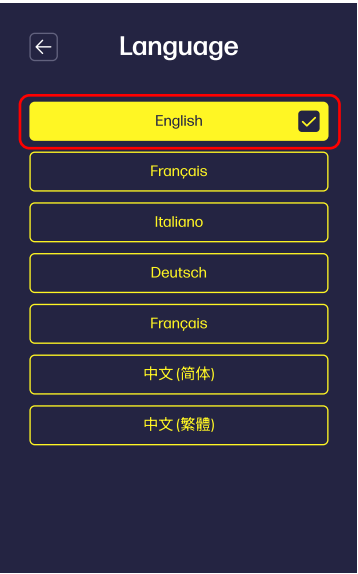 Language
English
Français
Italiano
Deutsch
Français
中文 (简体)
中文 (繁體)